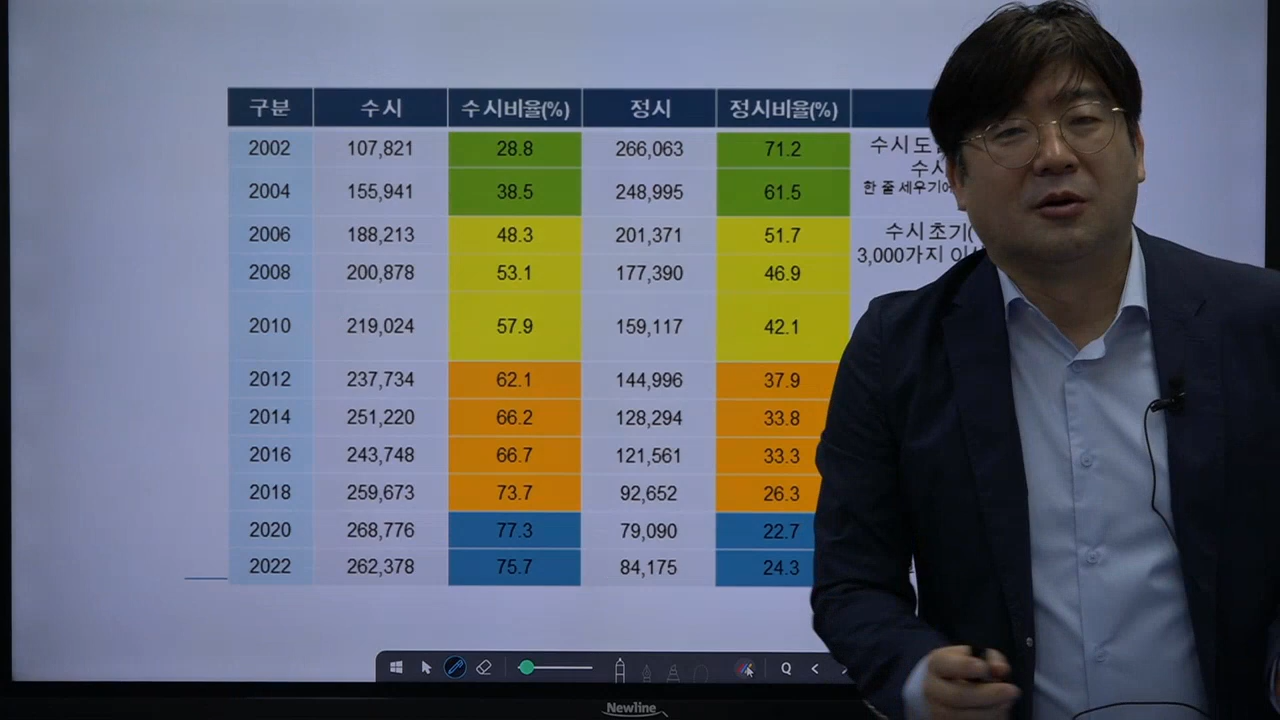 구분 수시 수시비율(%) 정시 정시비율(%)
2002 107,821 28.8 266,063 71.2
수시
수시
2004 155,941 38.5 248,995 61.5
한 줄 세우기
2006 188,213 48.3 201,371 51.7
수시 초기(
3,000가지
2008 200,878 53.1 177,390 46.9
2010 219,024 57.9 159,117 42.1
2012 237,734 62.1 144,996 37.9
2014 251,220 66.2 128,294 33.8
2016 243,748 66.7 121,561 33.3
2018 259,673 73.7 92,652 26.3
2020 268,776 77.3 79,090 22.7
2022 262,378 75.7 84,175 24.3
Newline